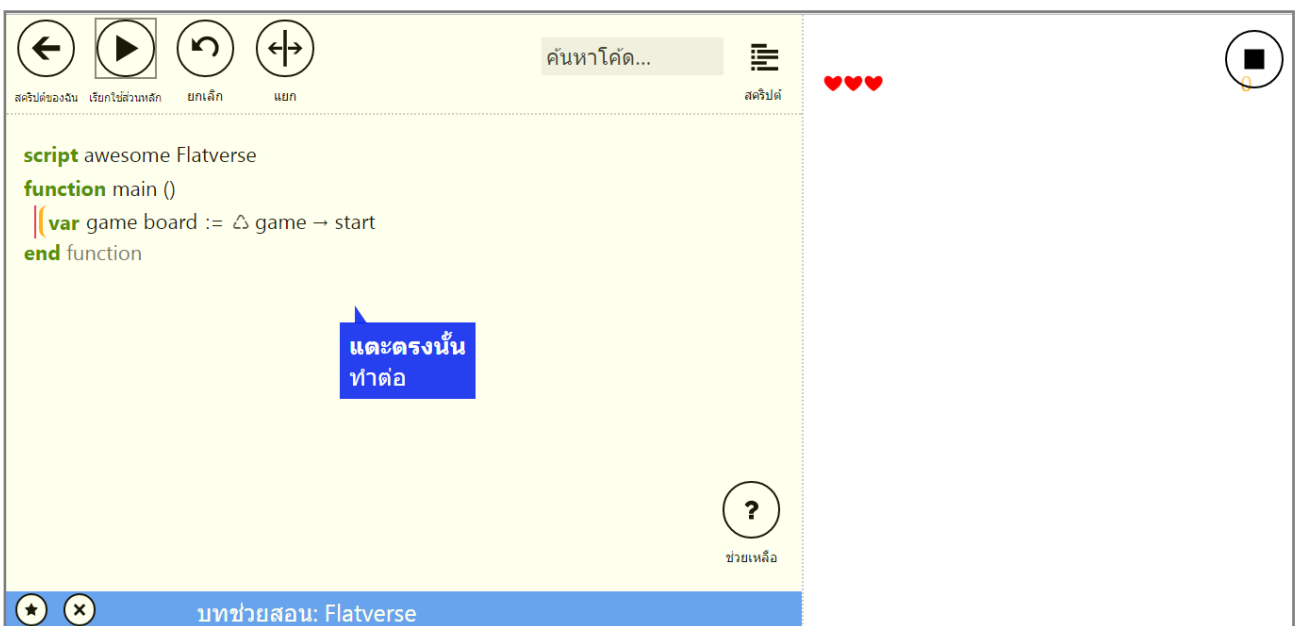 ค้นหาโค้ด...
สคริปต์ของฉัน เรียกใช้ส่วนหลัก ยกเลิก แยก สคริปต์
0
script awesome Flatverse
function main ()
var game board := ♺ game → start
end function
แตะตรงนั้น
ทำต่อ
?
ช่วยเหลือ
บทช่วยสอน: Flatverse